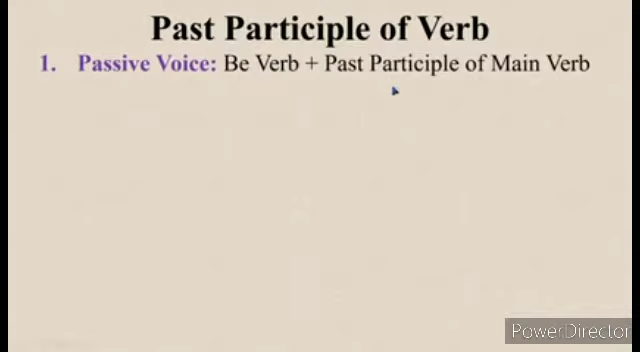 Past Participle of Verb
1. Passive Voice: Be Verb + Past Participle of Main Verb
PowerDirector